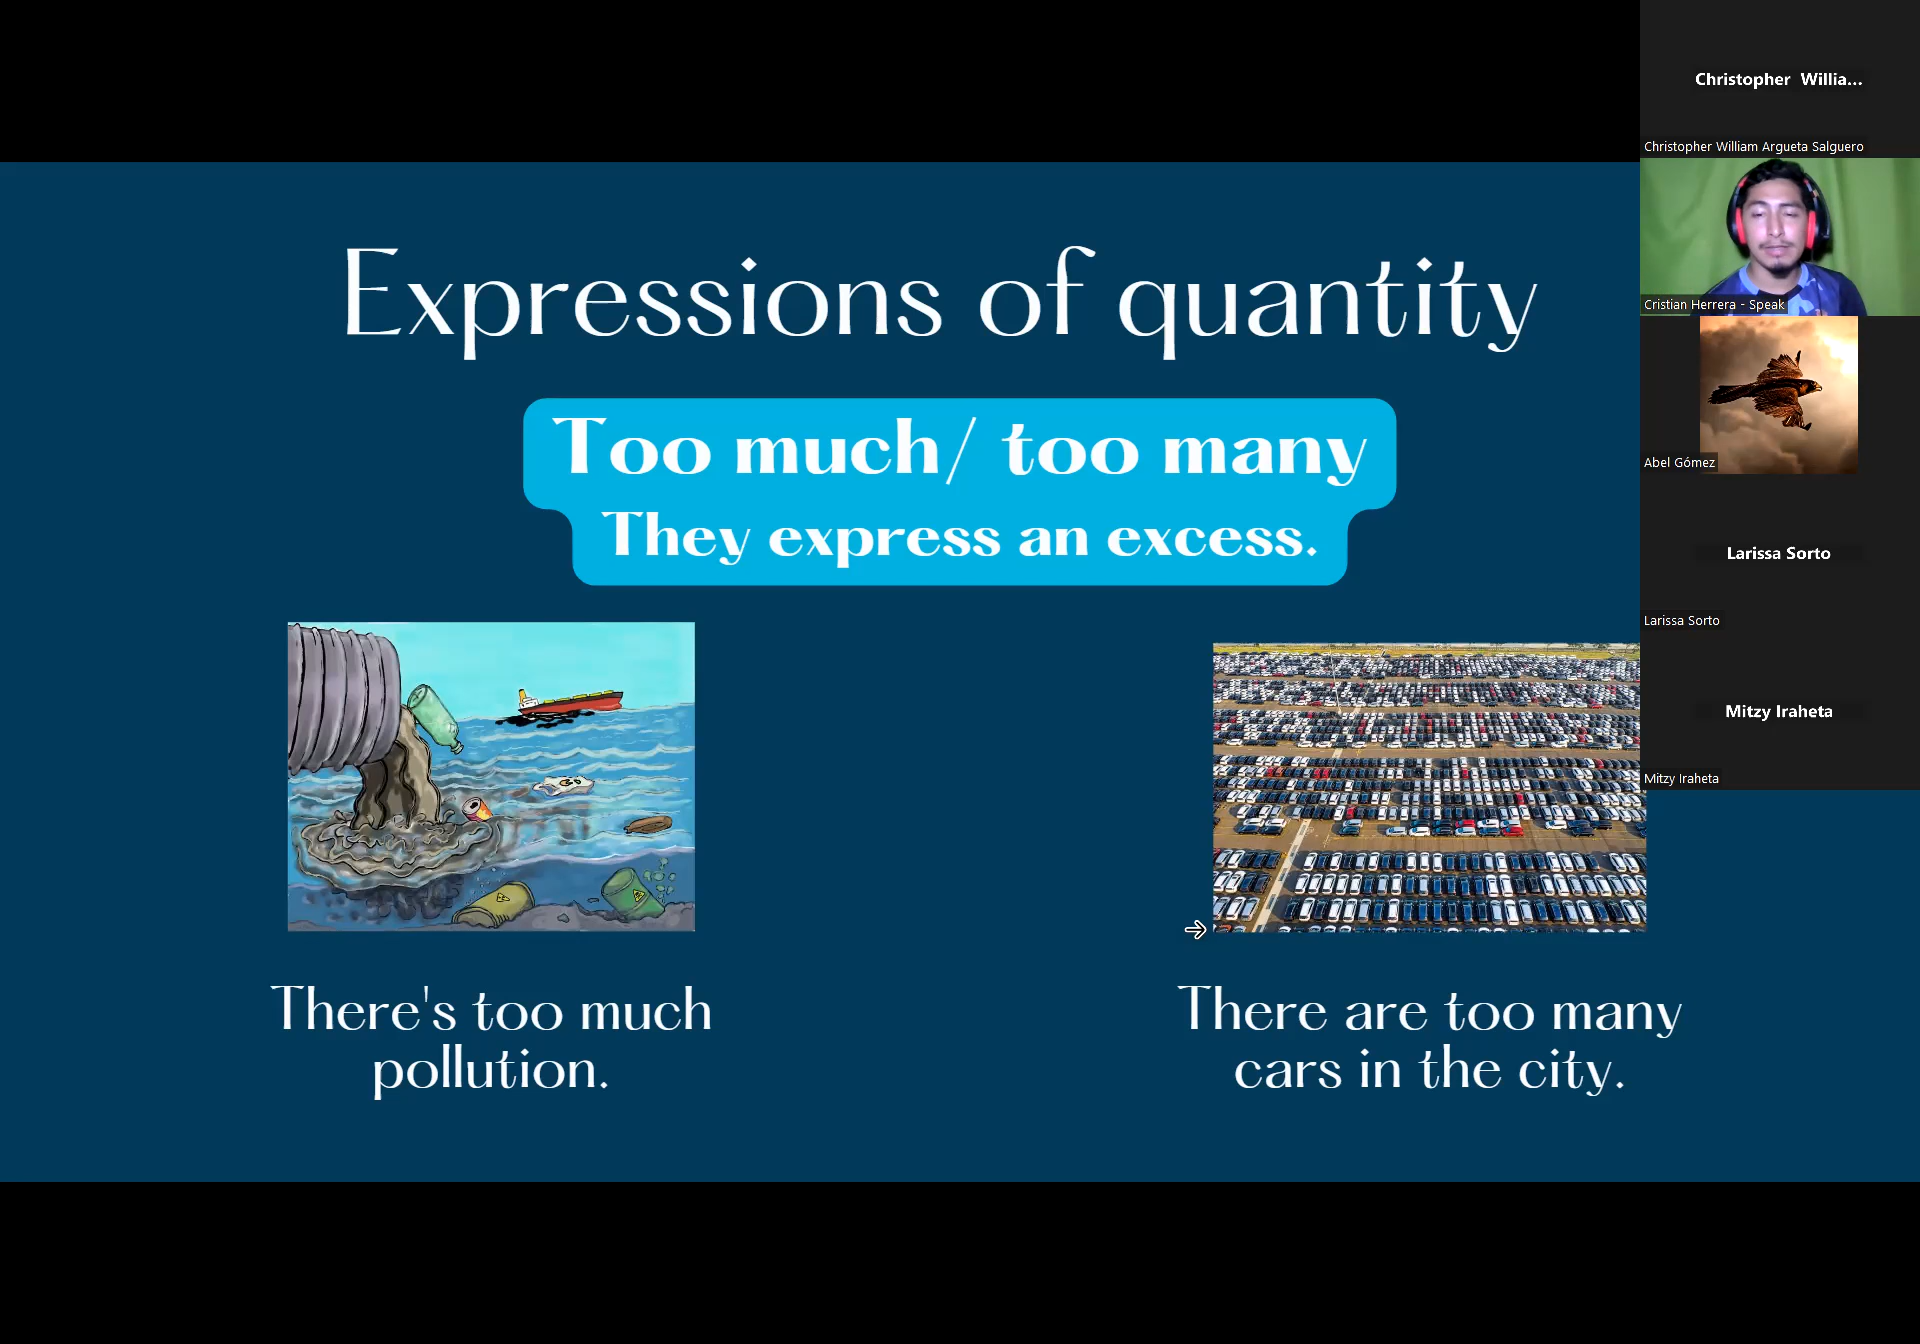 Expressions of quantity
Too much/ too many
They express an excess.
There's too much
pollution.
There are too many
cars in the city.
Christopher Willia...
Christopher William Argueta Salguero
Cristian Herrera - Speak
Abel Gómez
Larissa Sorto
Larissa Sorto
Mitzy Iraheta
Mitzy Iraheta